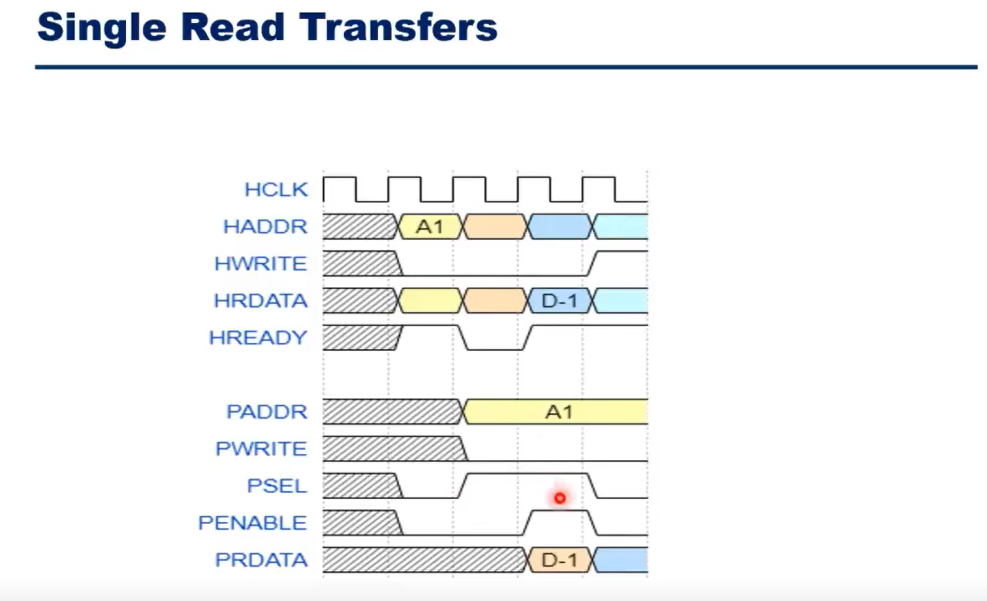 Single Read Transfers
HCLK
HADDR A1
HWRITE
HRDATA D-1
HREADY
PADDR A1
PWRITE
PSEL
PENABLE
PRDATA D-1